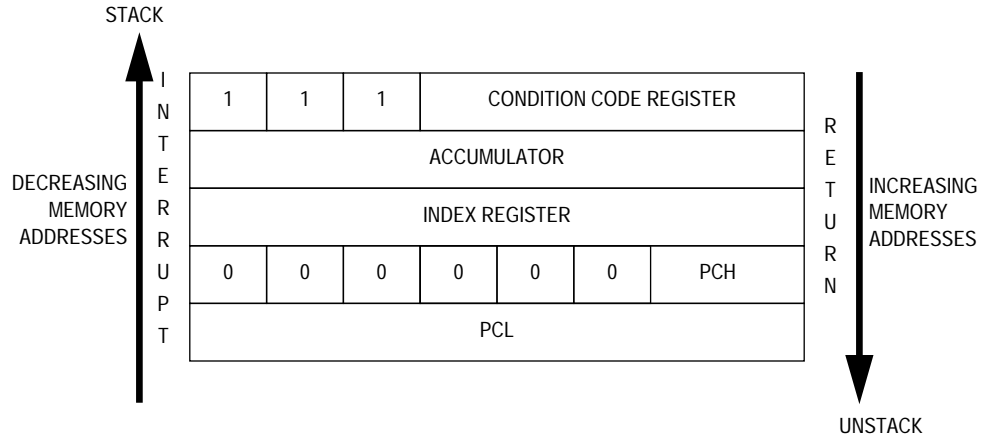 STACK
I
N
T
E
R
R
U
P
T
1 1 1 CONDITION CODE REGISTER
ACCUMULATOR
INDEX REGISTER
0 0 0 0 0 0 PCH
PCL
R
E
T
U
R
N
DECREASING
MEMORY
ADDRESSES
INCREASING
MEMORY
ADDRESSES
UNSTACK